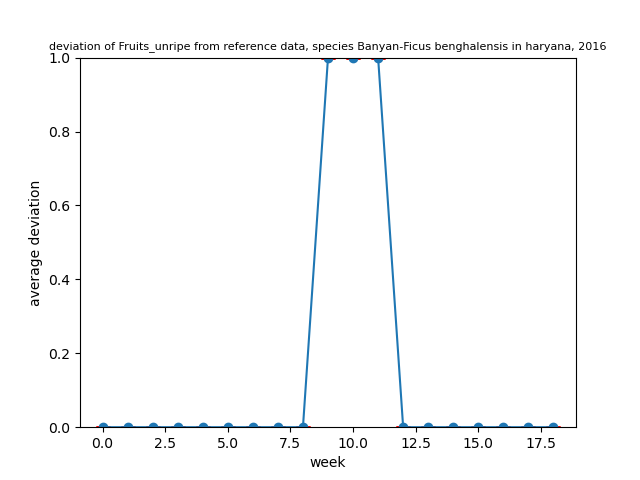 deviation of Fruits_unripe from reference data, species Banyan-Ficus benghalensis in haryana, 2016
1.0
0.8
0.6
0.4
0.2
0.0
average deviation
0.0 2.5 5.0 7.5 10.0 12.5 15.0 17.5
week